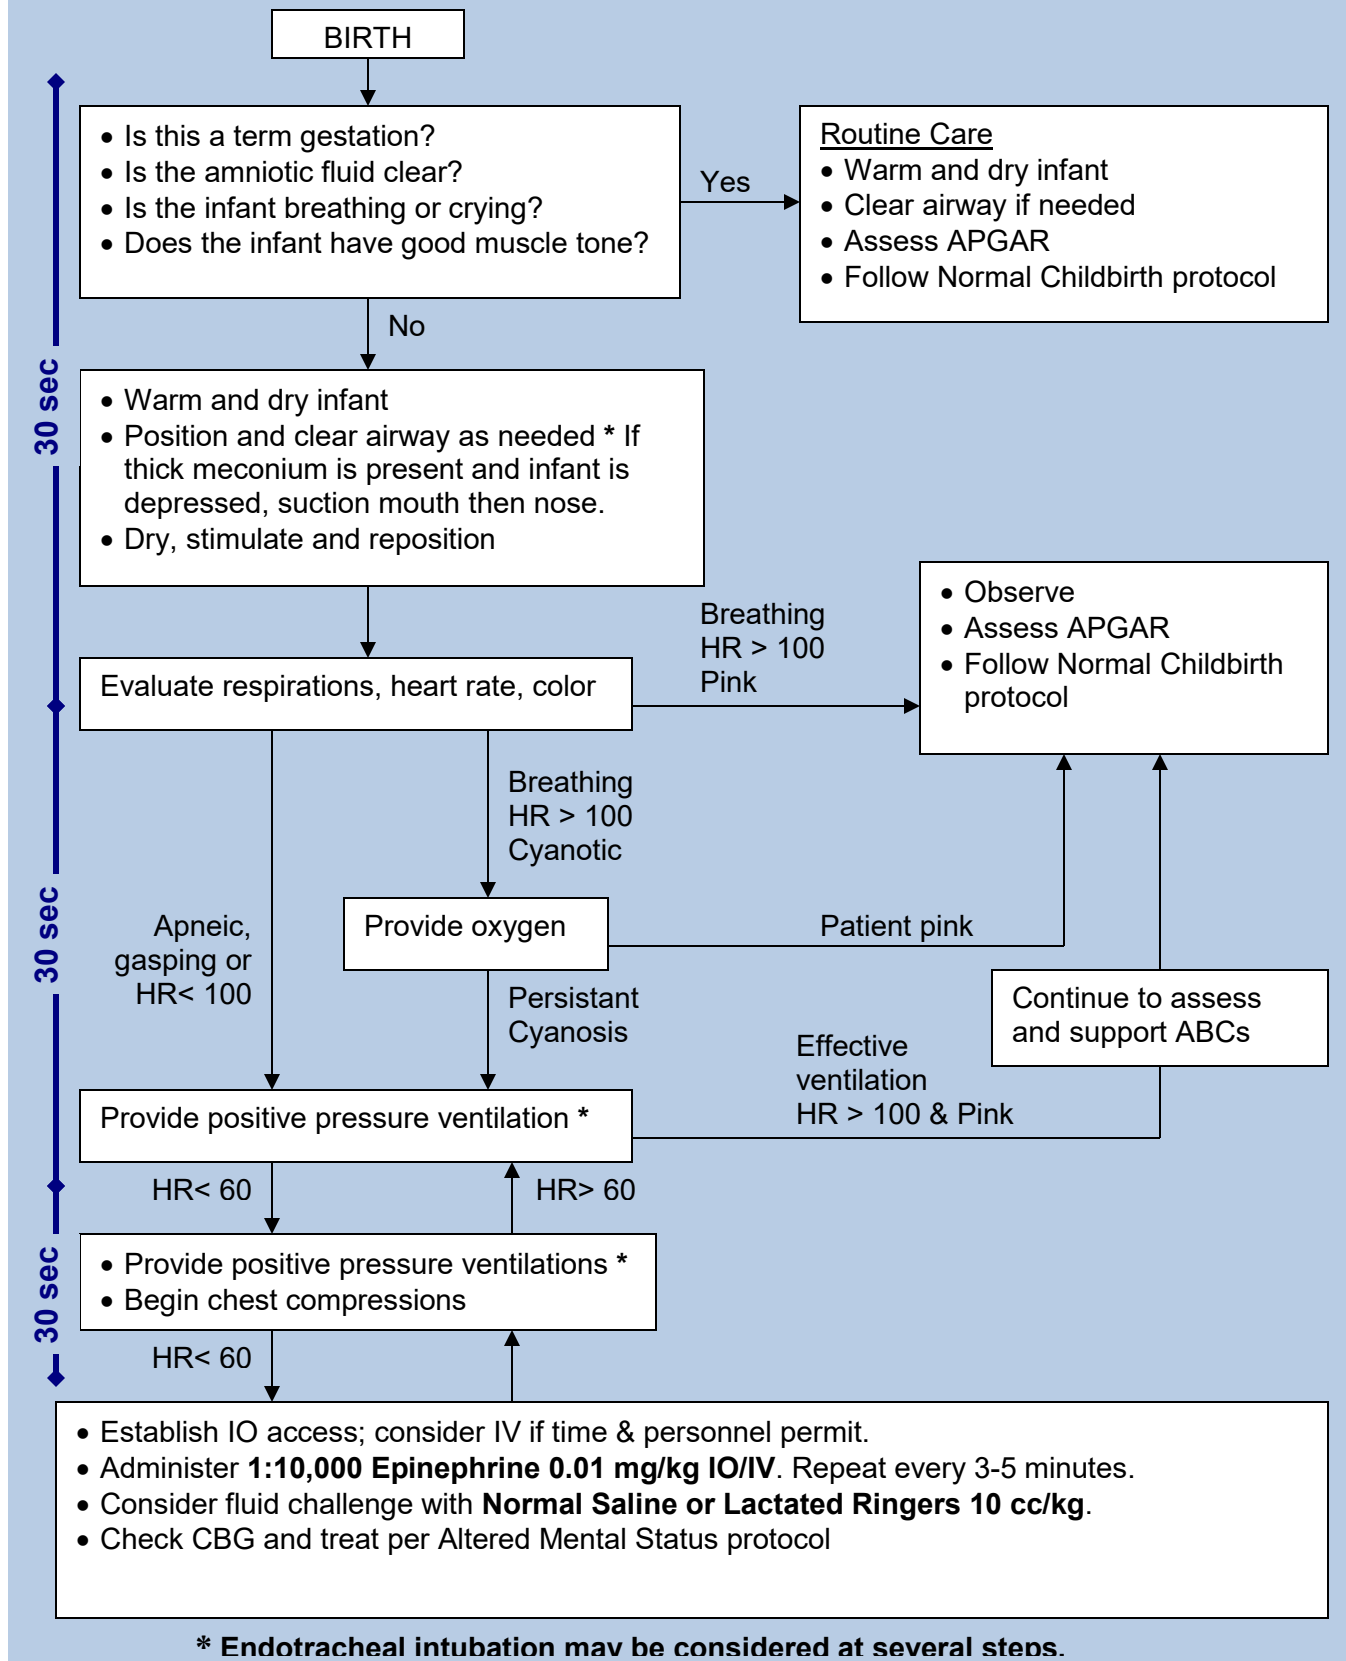 BIRTH
• Is this a term gestation?
• Is the amniotic fluid clear?
• Is the infant breathing or crying?
• Does the infant have good muscle tone?
Yes
Routine Care
• Warm and dry infant
• Clear airway if needed
• Assess APGAR
• Follow Normal Childbirth protocol
No
30 sec
• Warm and dry infant
• Position and clear airway as needed * If
thick meconium is present and infant is
depressed, suction mouth then nose.
• Dry, stimulate and reposition
Evaluate respirations, heart rate, color
Breathing
HR > 100
Pink
• Observe
• Assess APGAR
• Follow Normal Childbirth
protocol
30 sec
Breathing
HR > 100
Cyanotic
Apneic,
gasping or
HR< 100
Provide oxygen
Patient pink
Persistant
Cyanosis
Continue to assess
and support ABCs
Effective
ventilation
HR > 100 & Pink
Provide positive pressure ventilation *
HR< 60
HR> 60
30 sec
• Provide positive pressure ventilations *
• Begin chest compressions
HR< 60
• Establish IO access; consider IV if time & personnel permit.
• Administer 1:10,000 Epinephrine 0.01 mg/kg IO/IV. Repeat every 3-5 minutes.
• Consider fluid challenge with Normal Saline or Lactated Ringers 10 cc/kg.
• Check CBG and treat per Altered Mental Status protocol
* Endotracheal intubation may be considered at several steps.